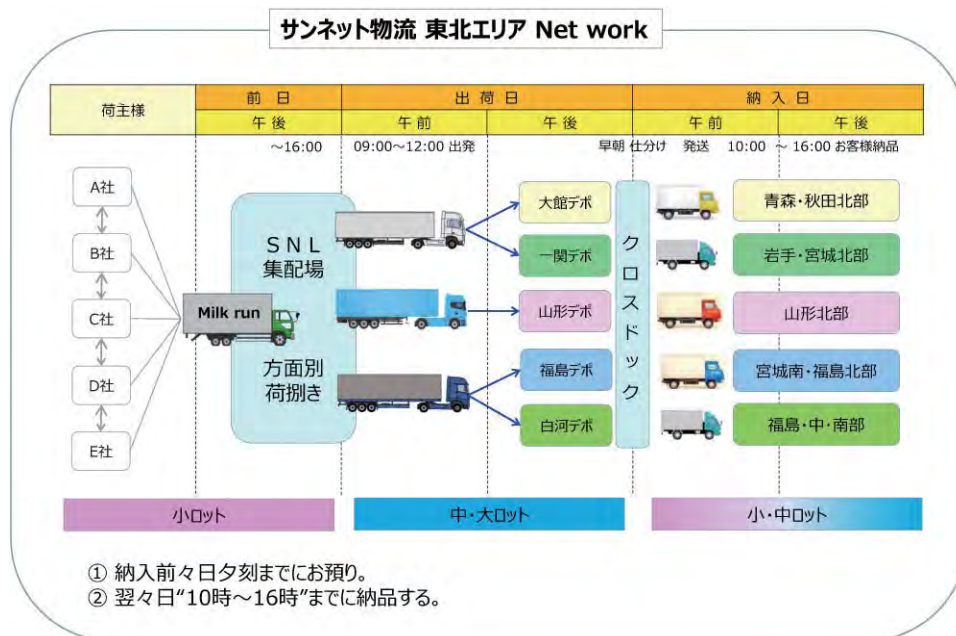 サンネット物流 東北エリア Net work
荷主様
前 日
出 荷 日
納 入 日
午 後
午 前
午 後
午 前
午 後
～16:00
09:00～12:00 出発
早朝 仕分け 発送 10:00 ～ 16:00 お客様納品
A社
B社
C社
D社
E社
Milk run
SNL
集配場
方面別
荷捌き
大館デポ
一関デポ
山形デポ
福島デポ
白河デポ
クロスドック
青森・秋田北部
岩手・宮城北部
山形北部
宮城南・福島北部
福島・中・南部
小ロット
中・大ロット
小・中ロット
① 納入前々日夕刻までにお預り。
② 翌々日“10時～16時”までに納品する。